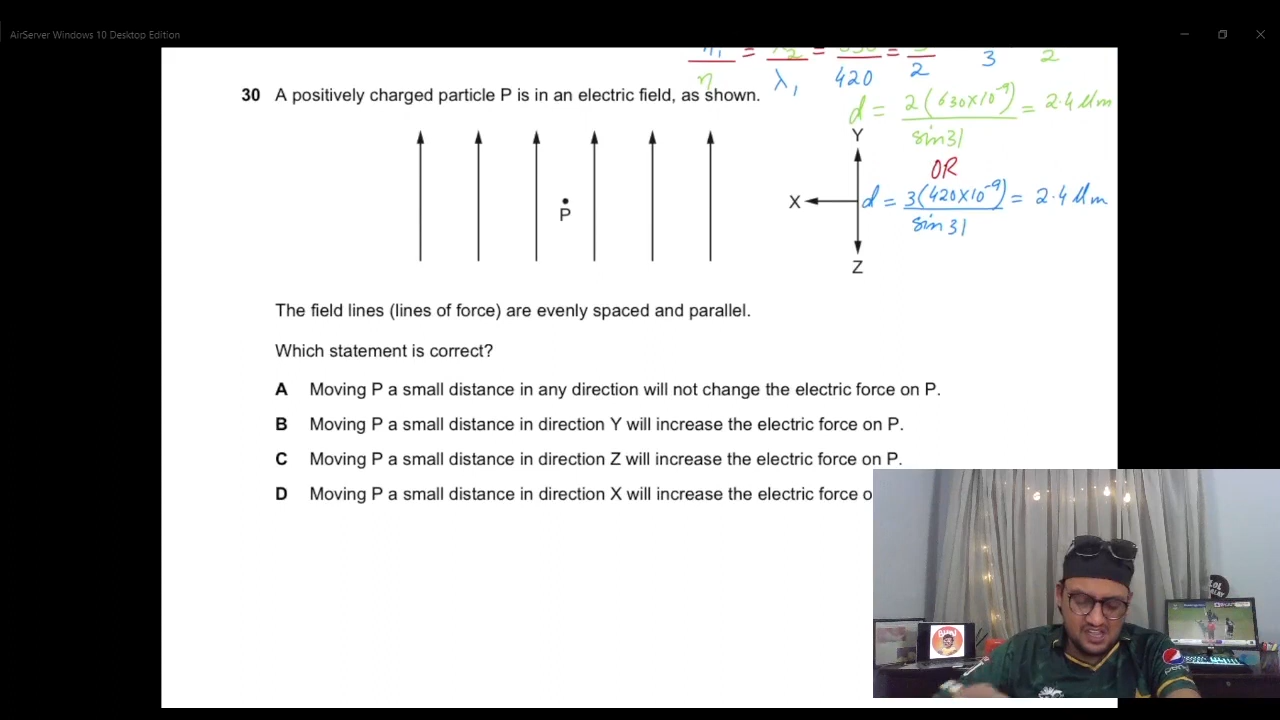 AirServer Windows 10 Desktop Edition
= = =
n λ₁ 420 2 3 2
30 A positively charged particle P is in an electric field, as shown.
d = 2(630×10⁻⁹) = 2.4 μm
sin31
Y
OR
X
d = 3(420×10⁻⁹) = 2.4 μm
sin31
P
Z
The field lines (lines of force) are evenly spaced and parallel.
Which statement is correct?
A Moving P a small distance in any direction will not change the electric force on P.
B Moving P a small distance in direction Y will increase the electric force on P.
C Moving P a small distance in direction Z will increase the electric force on P.
D Moving P a small distance in direction X will increase the electric force o
LOL
pepsi